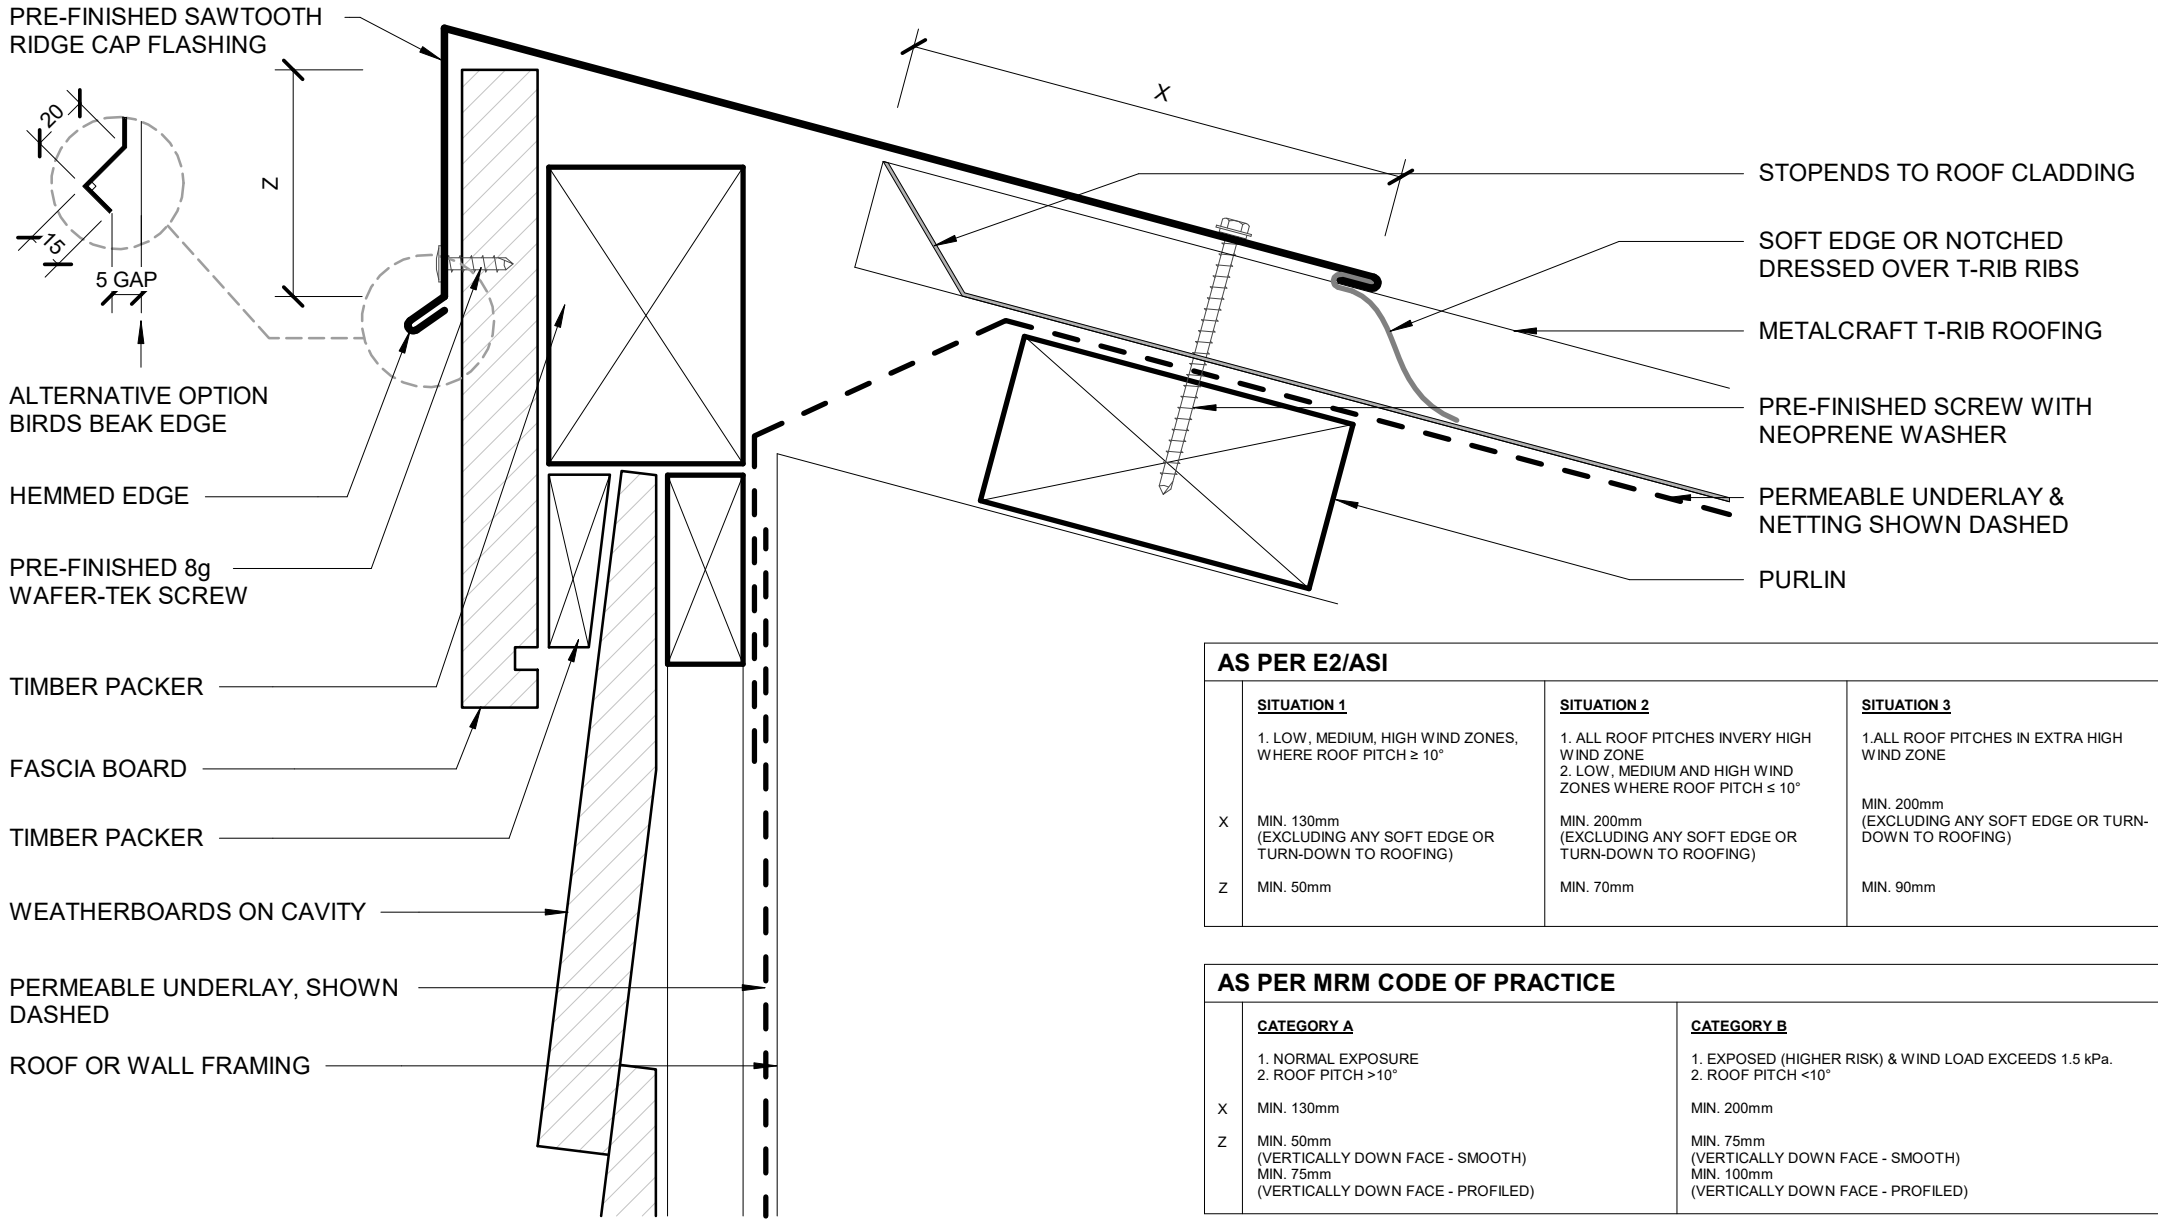 PRE-FINISHED SAWTOOTH
RIDGE CAP FLASHING
20
15
5 GAP
Z
X
ALTERNATIVE OPTION
BIRDS BEAK EDGE
HEMMED EDGE
PRE-FINISHED 8g
WAFER-TEK SCREW
TIMBER PACKER
FASCIA BOARD
TIMBER PACKER
WEATHERBOARDS ON CAVITY
PERMEABLE UNDERLAY, SHOWN
DASHED
ROOF OR WALL FRAMING
STOPENDS TO ROOF CLADDING
SOFT EDGE OR NOTCHED
DRESSED OVER T-RIB RIBS
METALCRAFT T-RIB ROOFING
PRE-FINISHED SCREW WITH
NEOPRENE WASHER
PERMEABLE UNDERLAY &
NETTING SHOWN DASHED
PURLIN
AS PER E2/ASI
SITUATION 1
1. LOW, MEDIUM, HIGH WIND ZONES,
WHERE ROOF PITCH ≥ 10°
SITUATION 2
1. ALL ROOF PITCHES INVERY HIGH
WIND ZONE
2. LOW, MEDIUM AND HIGH WIND
ZONES WHERE ROOF PITCH ≤ 10°
SITUATION 3
1.ALL ROOF PITCHES IN EXTRA HIGH
WIND ZONE
X
MIN. 130mm
(EXCLUDING ANY SOFT EDGE OR
TURN-DOWN TO ROOFING)
MIN. 200mm
(EXCLUDING ANY SOFT EDGE OR
TURN-DOWN TO ROOFING)
MIN. 200mm
(EXCLUDING ANY SOFT EDGE OR TURN-
DOWN TO ROOFING)
Z
MIN. 50mm
MIN. 70mm
MIN. 90mm
AS PER MRM CODE OF PRACTICE
CATEGORY A
1. NORMAL EXPOSURE
2. ROOF PITCH >10°
CATEGORY B
1. EXPOSED (HIGHER RISK) & WIND LOAD EXCEEDS 1.5 kPa.
2. ROOF PITCH <10°
X
MIN. 130mm
MIN. 200mm
Z
MIN. 50mm
(VERTICALLY DOWN FACE - SMOOTH)
MIN. 75mm
(VERTICALLY DOWN FACE - PROFILED)
MIN. 75mm
(VERTICALLY DOWN FACE - SMOOTH)
MIN. 100mm
(VERTICALLY DOWN FACE - PROFILED)